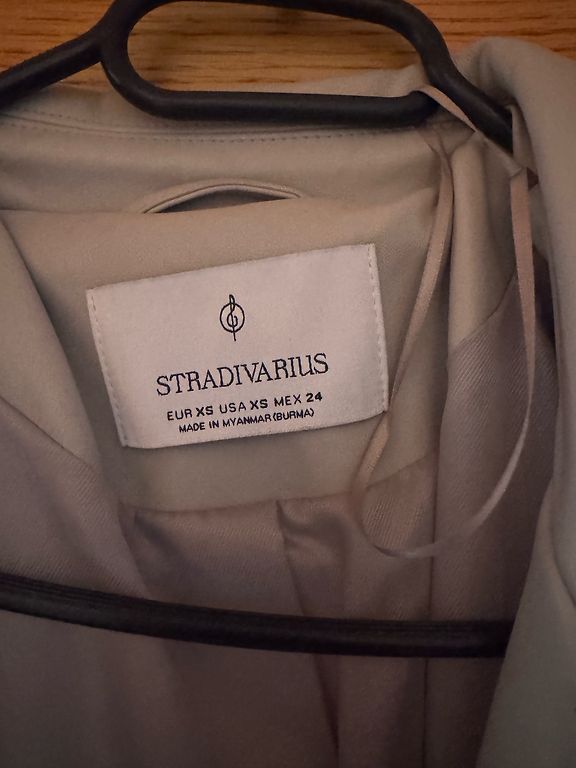 STRADIVARIUS
EUR XS USA XS MEX 24
MADE IN MYANMAR (BURMA)